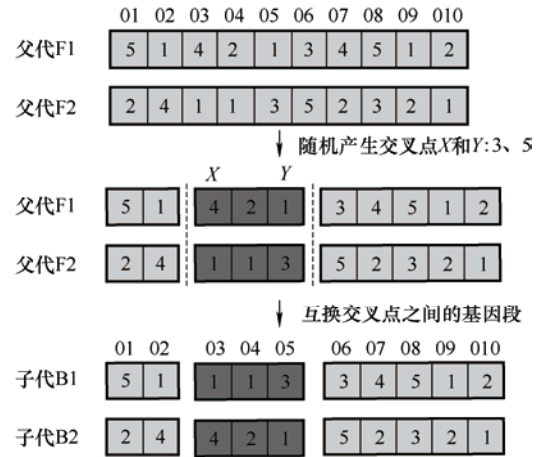 01 02 03 04 05 06 07 08 09 010
父代F1 5 1 4 2 1 3 4 5 1 2
父代F2 2 4 1 1 3 5 2 3 2 1
随机产生交叉点X和Y:3、5
X Y
父代F1 5 1 4 2 1 3 4 5 1 2
父代F2 2 4 1 1 3 5 2 3 2 1
互换交叉点之间的基因段
01 02 03 04 05 06 07 08 09 010
子代B1 5 1 1 1 3 3 4 5 1 2
子代B2 2 4 4 2 1 5 2 3 2 1